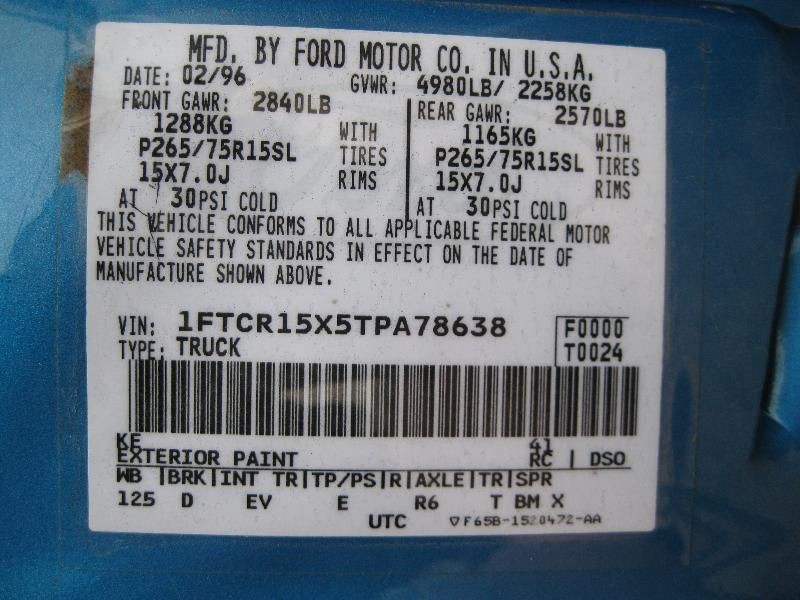 MFD. BY FORD MOTOR CO. IN U.S.A.
DATE: 02/96 GVWR: 4980LB/ 2258KG
FRONT GAWR: 2840LB REAR GAWR: 2570LB
1288KG WITH 1165KG WITH
P265/75R15SL TIRES P265/75R15SL TIRES
15X7.0J RIMS 15X7.0J RIMS
AT 30PSI COLD AT 30PSI COLD
THIS VEHICLE CONFORMS TO ALL APPLICABLE FEDERAL MOTOR
VEHICLE SAFETY STANDARDS IN EFFECT ON THE DATE OF
MANUFACTURE SHOWN ABOVE.
VIN: 1FTCR15X5TPA78638 F0000
TYPE: TRUCK T0024
KE 41
EXTERIOR PAINT RC | DSO
WB |BRK|INT TR|TP/PS|R|AXLE|TR|SPR
125 D EV E R6 T BM X
UTC ▽F65B-1520472-AA